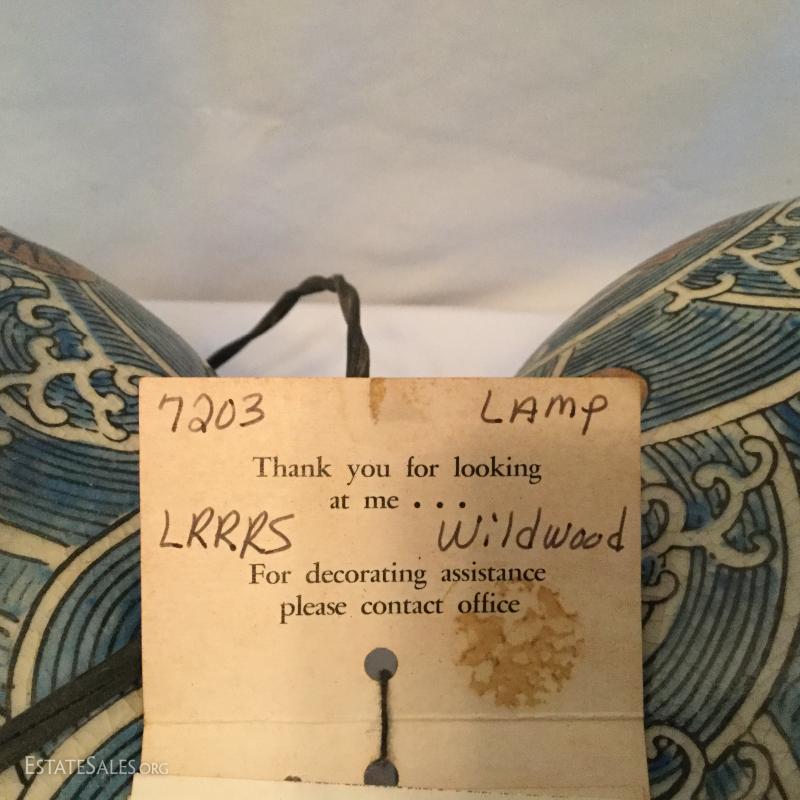 7203 LAMP
Thank you for looking
at me . . .
LRRRS Wildwood
For decorating assistance
please contact office
ESTATESALES.ORG